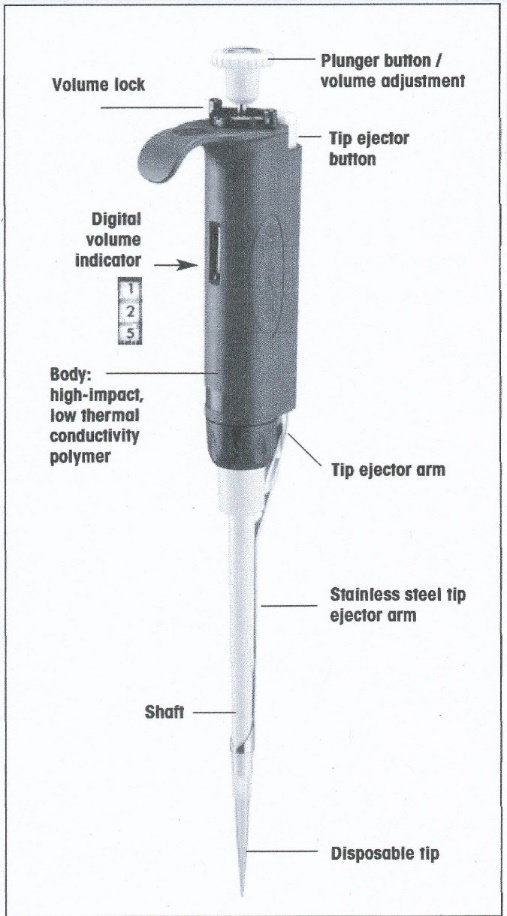 Plunger button /
volume adjustment
Volume lock
Tip ejector
button
Digital
volume
indicator
1
2
5
Body:
high-impact,
low thermal
conductivity
polymer
Tip ejector arm
Stainless steel tip
ejector arm
Shaft
Disposable tip